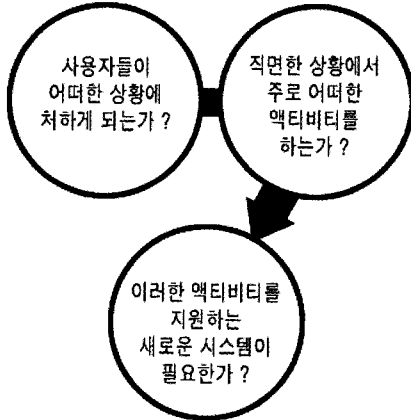 사용자들이
어떠한 상황에
처하게 되는가 ?
직면한 상황에서
주로 어떠한
액티비티를
하는가 ?
이러한 액티비티를
지원하는
새로운 시스템이
필요한가 ?